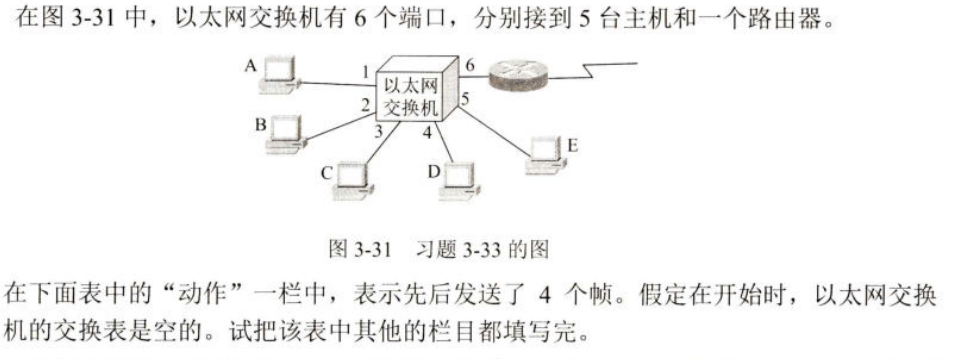 在图 3-31 中，以太网交换机有 6 个端口，分别接到 5 台主机和一个路由器。
A
1
6
以太网
交换机
2
5
B
3
4
C
D
E
图 3-31 习题 3-33 的图
在下面表中的“动作”一栏中，表示先后发送了 4 个帧。假定在开始时，以太网交换
机的交换表是空的。试把该表中其他的栏目都填写完。